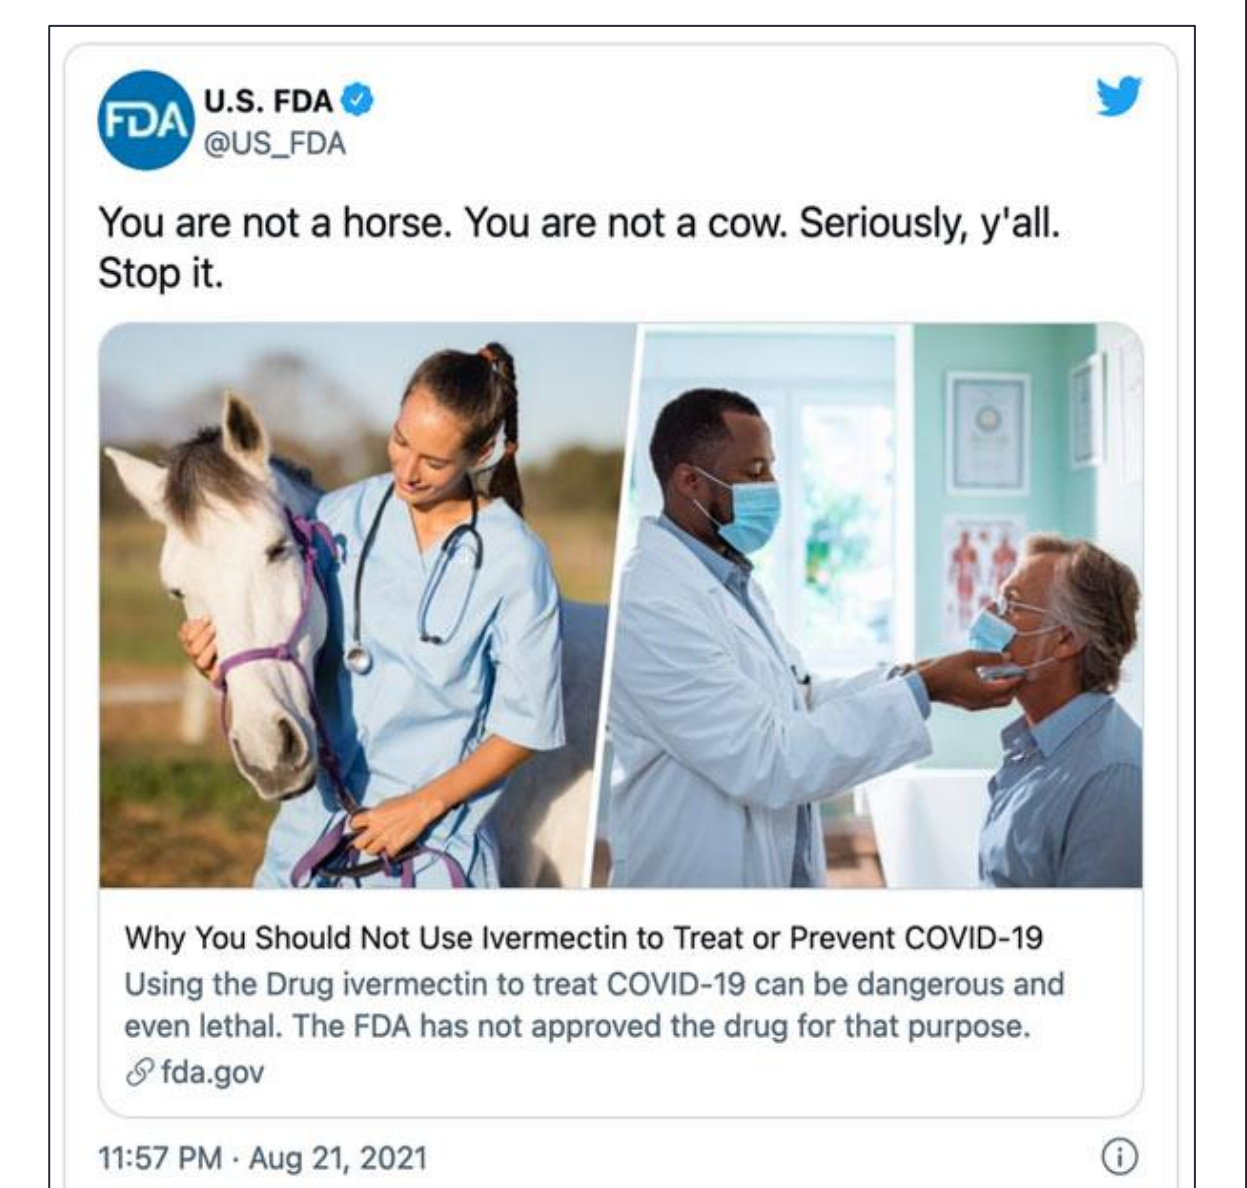 FDA
U.S. FDA
@US_FDA
You are not a horse. You are not a cow. Seriously, y'all.
Stop it.
Why You Should Not Use Ivermectin to Treat or Prevent COVID-19
Using the Drug ivermectin to treat COVID-19 can be dangerous and
even lethal. The FDA has not approved the drug for that purpose.
fda.gov
11:57 PM · Aug 21, 2021